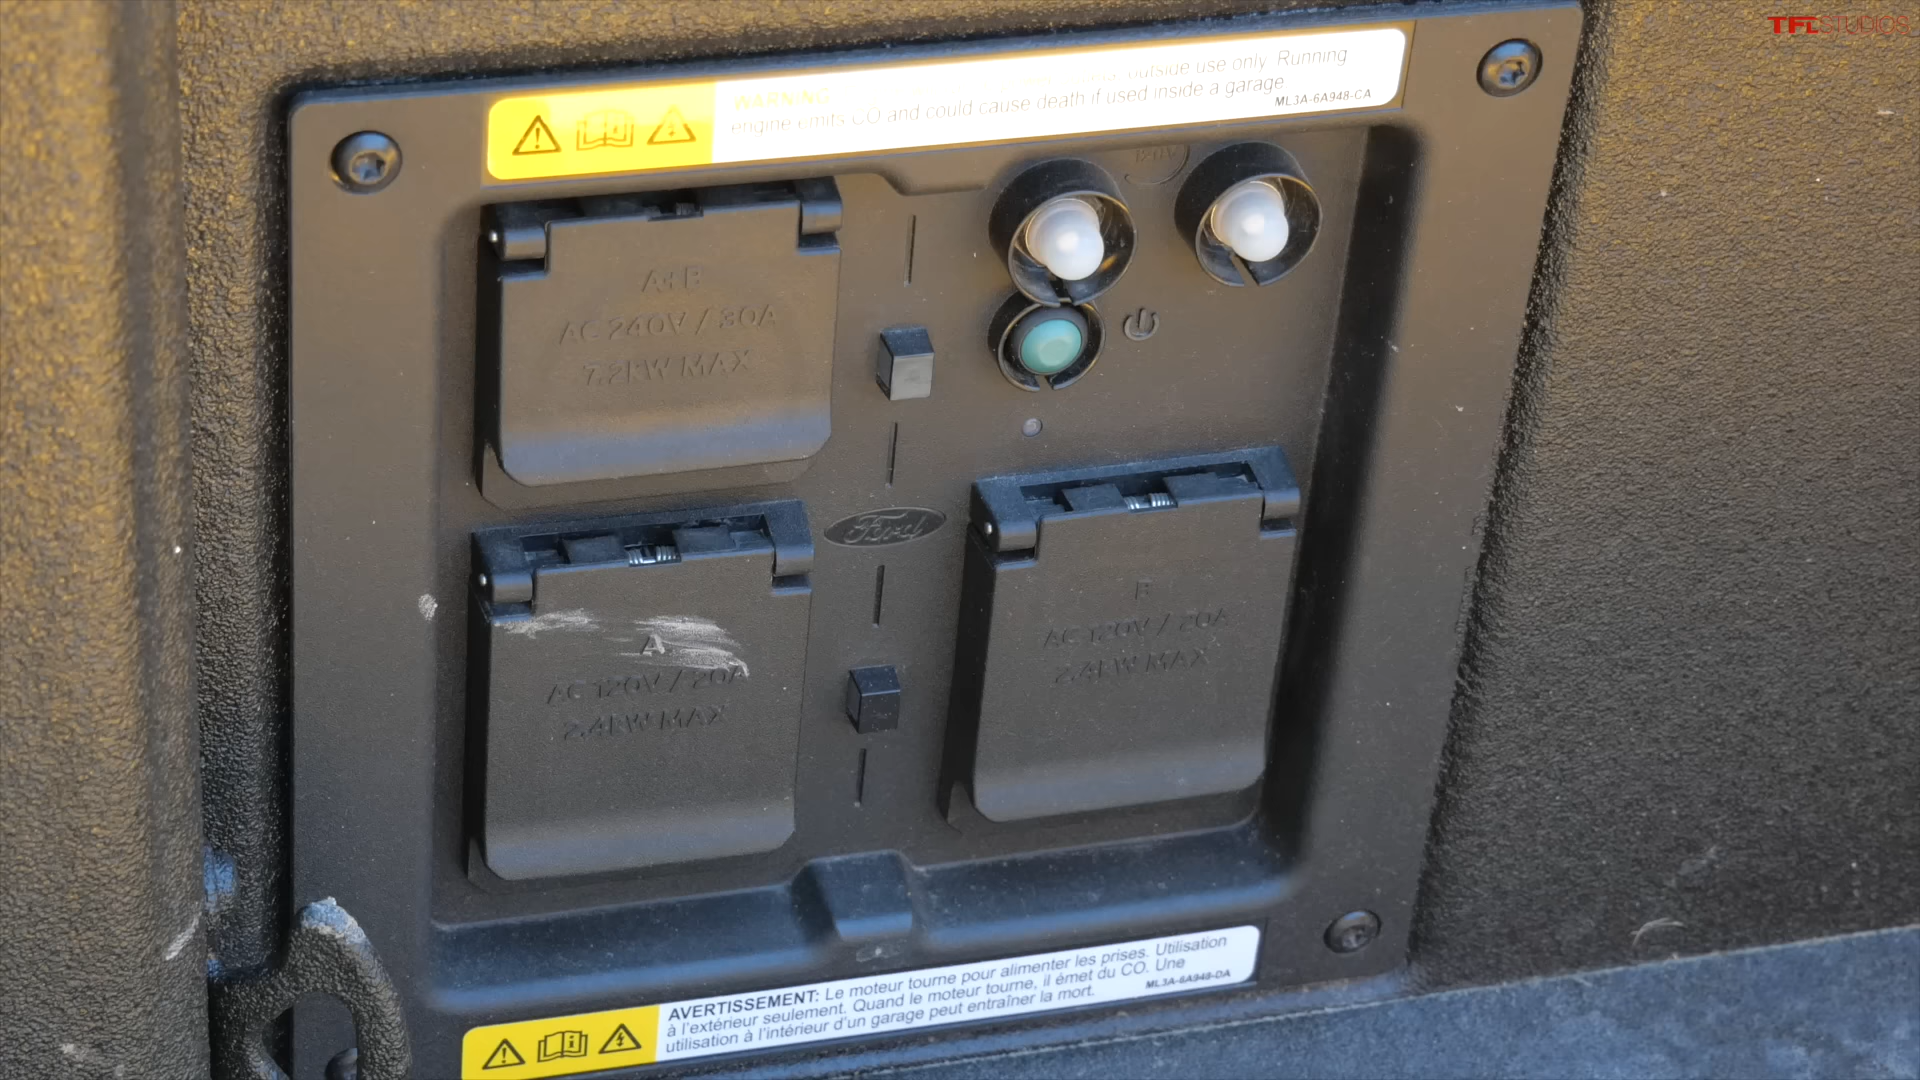 TFLSTUDIOS
WARNING: outside use only. Running
engine emits CO and could cause death if used inside a garage.
ML3A-6A948-CA
120V
A+B
AC 240V / 30A
7.2kW MAX
Ford
A
AC 120V / 20A
2.4kW MAX
B
AC 120V / 20A
2.4kW MAX
AVERTISSEMENT: Le moteur tourne pour alimenter les prises. Utilisation
à l'extérieur seulement. Quand le moteur tourne, il émet du CO. Une
utilisation à l'intérieur d'un garage peut entraîner la mort.
ML3A-6A948-DA